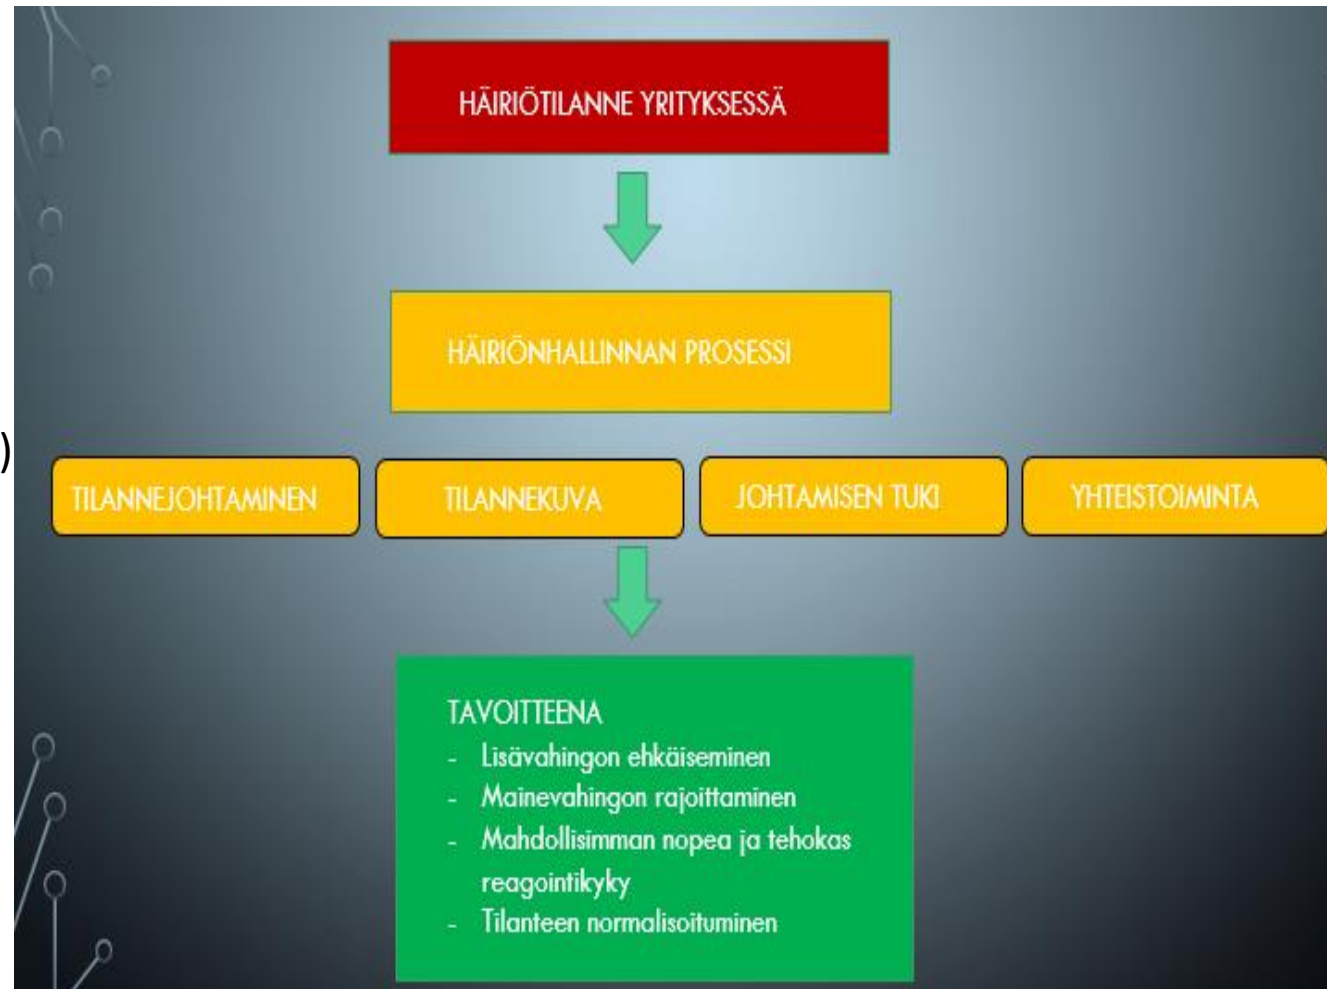 HÄIRIÖTILANNE YRITYKSESSÄ
HÄIRIÖNHALLINNAN PROSESSI
)
TILANNEJOHTAMINEN
TILANNEKUVA
JOHTAMISEN TUKI
YHTEISTOIMINTA
TAVOITTEENA
- Lisävahingon ehkäiseminen
- Mainevahingon rajoittaminen
- Mahdollisimman nopea ja tehokas
reagointikyky
- Tilanteen normalisoituminen